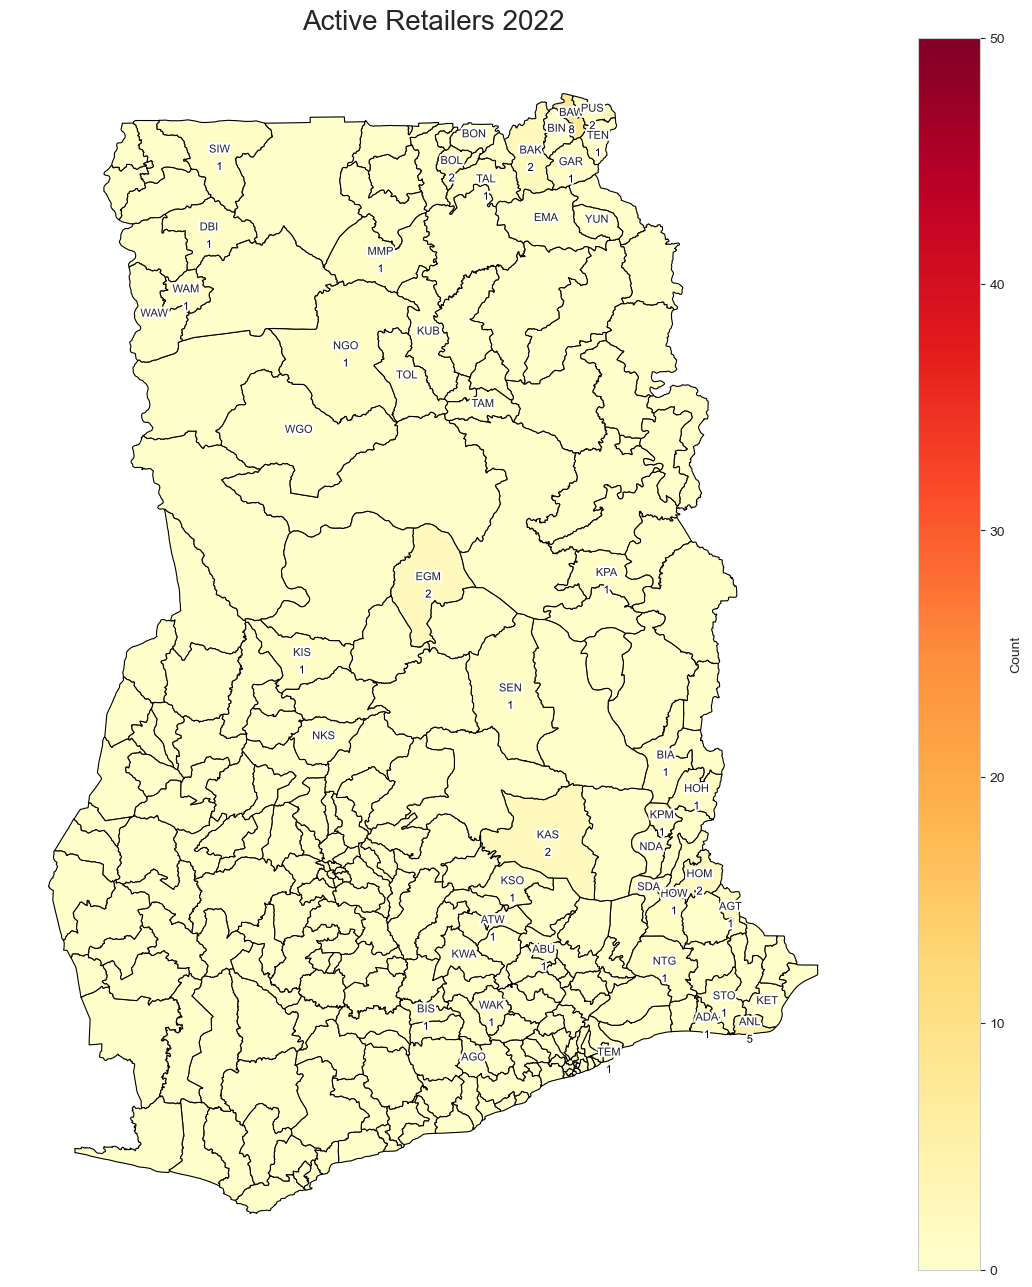 Active Retailers 2022
50
PUS
BAW
2
BIN
8
TEN
BON
1
SIW
BAK
1
2
BOL
GAR
2
1
TAL
1
EMA
YUN
DBI
1
MMP
1
WAM
1
WAW
KUB
NGO
1
TOL
TAM
WGO
40
30
EGM
2
KPA
1
KIS
1
Count
SEN
1
NKS
BIA
1
20
HOH
1
KPM
1
NDA
KAS
2
KSO
1
SDA
HOM
2
HOW
1
AGT
1
ATW
1
ABU
1
KWA
NTG
1
STO
1
KET
BIS
1
WAK
1
ADA
1
ANL
5
10
AGO
TEM
1
0